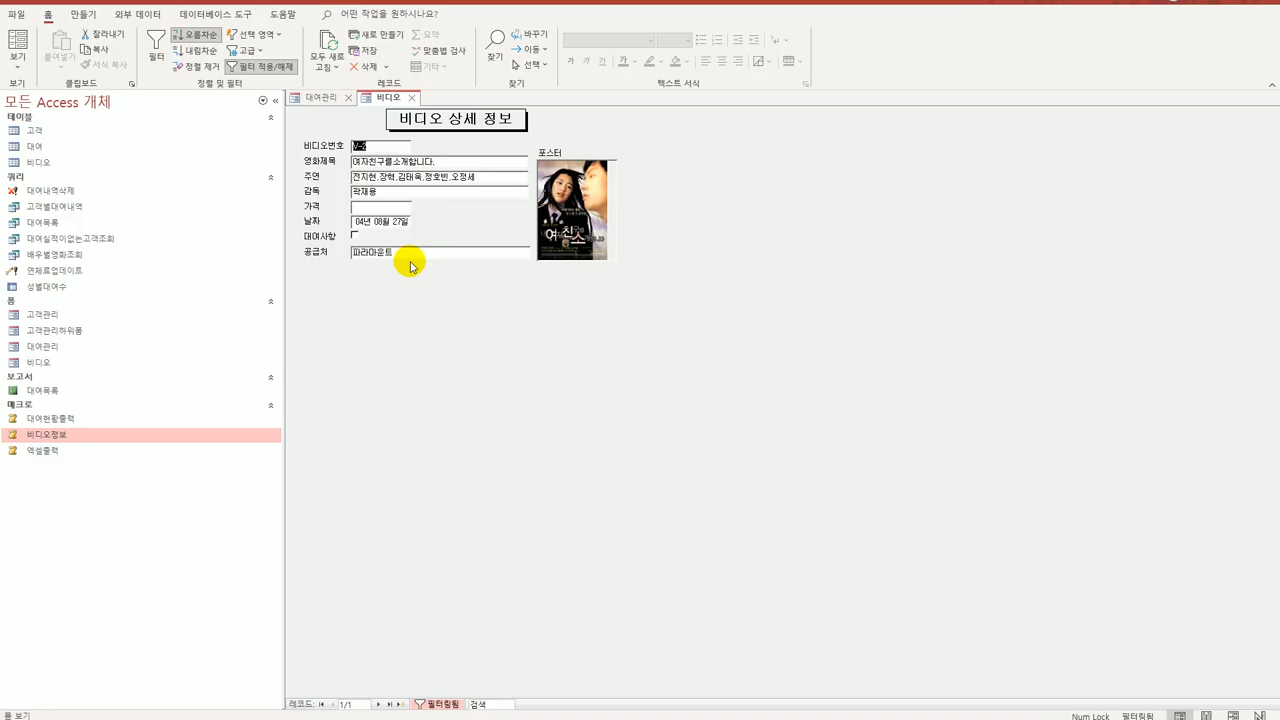 파일 홈 만들기 외부 데이터 데이터베이스 도구 도움말 어떤 작업을 원하시나요?
잘라내기 오름차순 선택 영역 새로 만들기 요약 바꾸기
복사 내림차순 고급 저장 맞춤법 검사 이동
보기 붙여넣기 서식 복사 필터 정렬 제거 필터 적용/해제 모두 새로 고침 삭제 기타 찾기 선택
가 가 가 가
보기 클립보드 정렬 및 필터 레코드 찾기 텍스트 서식
모든 Access 개체
테이블
고객
대여
비디오
쿼리
대여내역삭제
고객별대여내역
대여목록
대여실적이없는고객조회
배우별영화조회
연체료업데이트
성별대여수
폼
고객관리
고객관리하위폼
대여관리
비디오
보고서
대여목록
매크로
대여현황출력
비디오정보
엑셀출력
대여관리 비디오
비디오 상세 정보
비디오번호 V-2
영화제목 여자친구를소개합니다.
주연 전지현,장혁,김태욱,정호빈,오정세
감독 곽재용
가격
날자 04년 08월 27일
대여사항
공급처 파라마운트
포스터
여친소
레코드: 1/1 필터링됨 검색
폼 보기 Num Lock 필터링됨